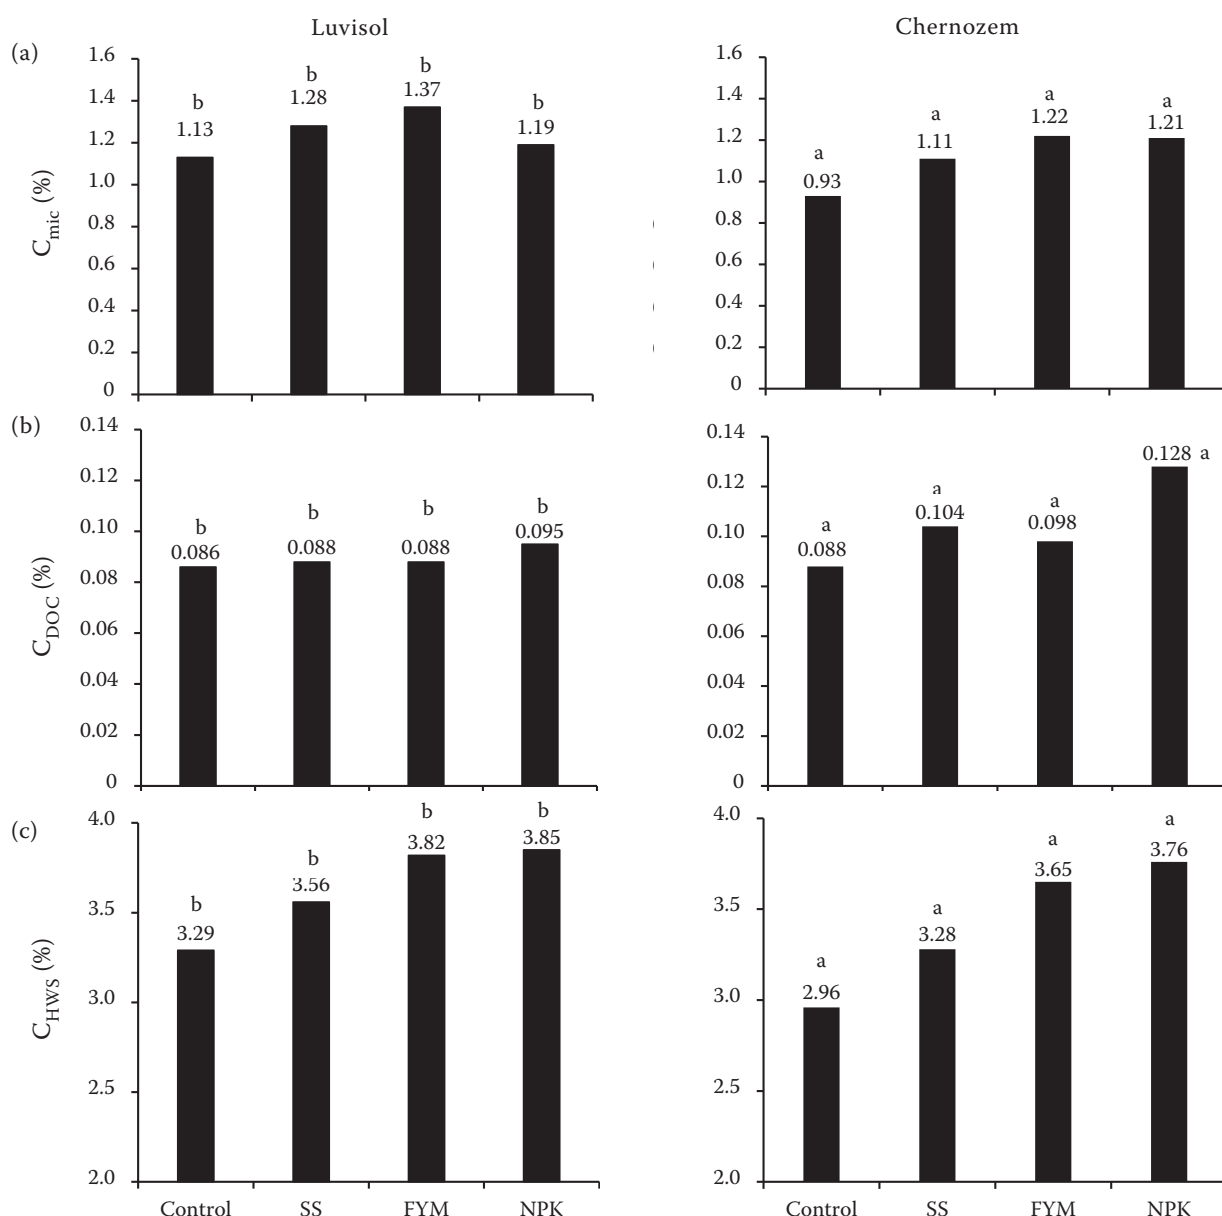 Luvisol
Chernozem
(a)
C_mic (%)
1.6
1.4
1.2
1.0
0.8
0.6
0.4
0.2
0
b
1.13
b
1.28
b
1.37
b
1.19
1.6
1.4
1.2
1.0
0.8
0.6
0.4
0.2
0
a
0.93
a
1.11
a
1.22
a
1.21
(b)
C_DOC (%)
0.14
0.12
0.10
0.08
0.06
0.04
0.02
0
b
0.086
b
0.088
b
0.088
b
0.095
0.14
0.12
0.10
0.08
0.06
0.04
0.02
0
a
0.088
a
0.104
a
0.098
0.128 a
(c)
C_HWS (%)
4.0
3.5
3.0
2.5
2.0
b
3.29
b
3.56
b
3.82
b
3.85
Control SS FYM NPK
4.0
3.5
3.0
2.5
2.0
a
2.96
a
3.28
a
3.65
a
3.76
Control SS FYM NPK